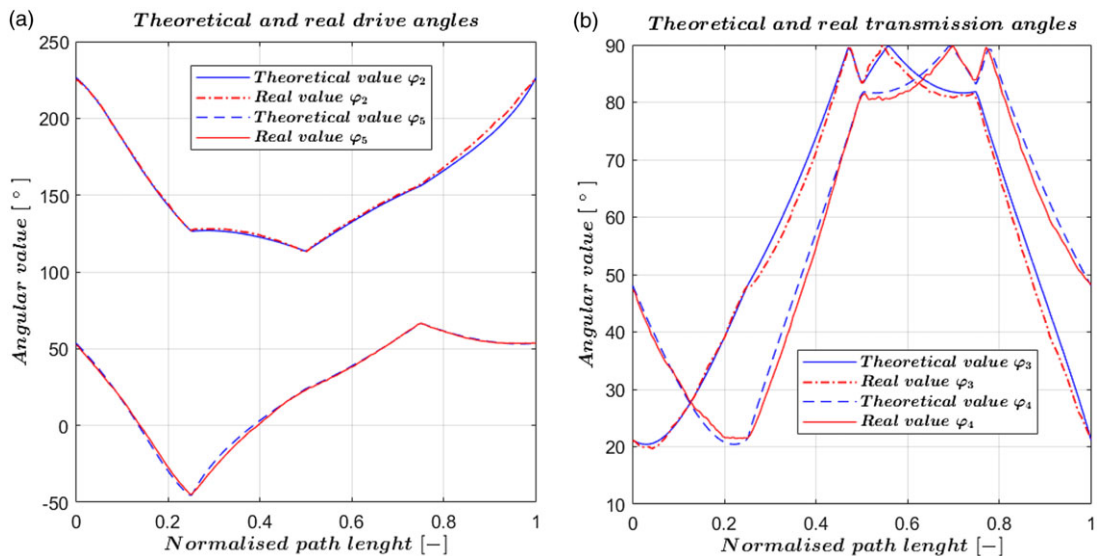 (a)
Theoretical and real drive angles
250
200
150
100
50
0
-50
Angular value [ ° ]
Theoretical value φ2
Real value φ2
Theoretical value φ5
Real value φ5
0
0.2
0.4
0.6
0.8
1
Normalised path lenght [−]
(b)
Theoretical and real transmission angles
90
80
70
60
50
40
30
20
10
Angular value [ ° ]
Theoretical value φ3
Real value φ3
Theoretical value φ4
Real value φ4
0
0.2
0.4
0.6
0.8
1
Normalised path lenght [−]